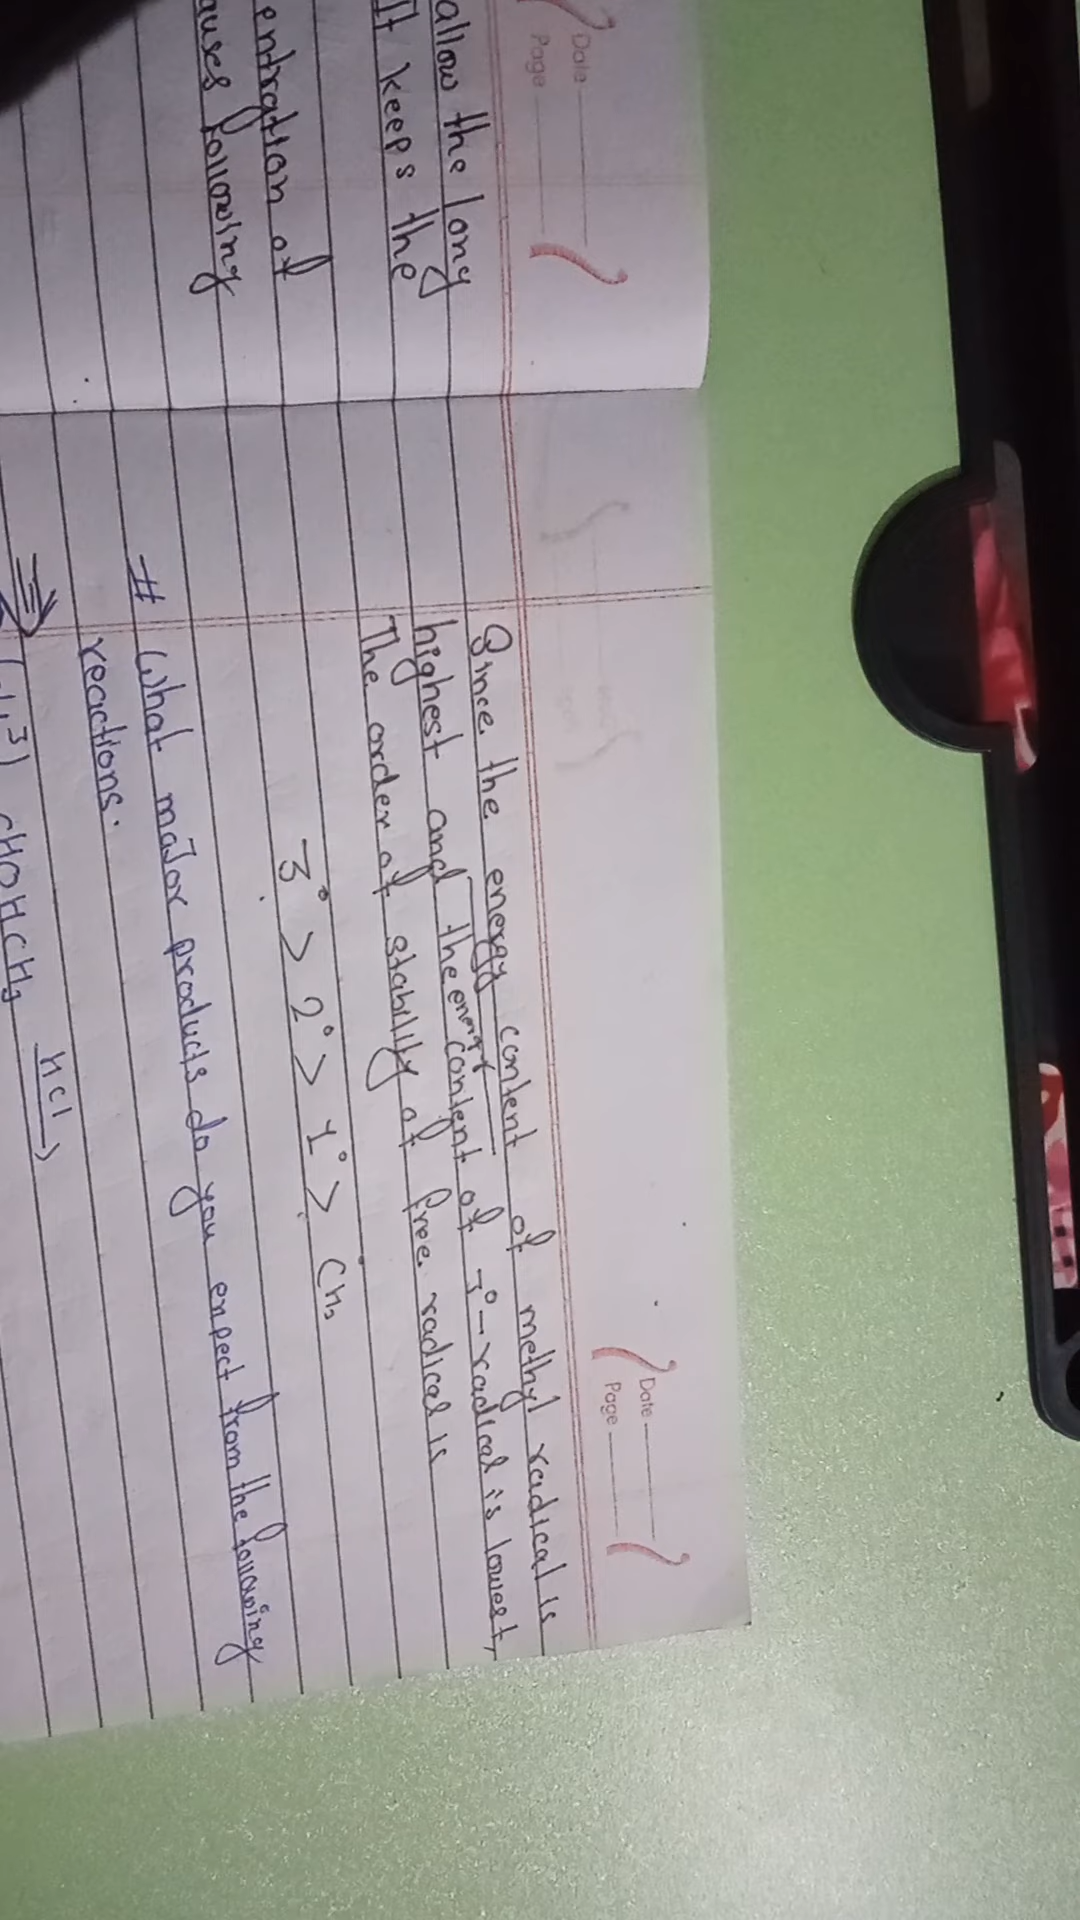 Date
Page
allow the long
It keeps the
entration of
auses following
Date
Page
Since the energy content of methyl radical is
highest and the energy content of 3°-radical is lowest,
The order of stability of free radical is
3° > 2° > 1° > CH3
# What major products do you expect from the following
reactions.
CHOHCH3 HCl →